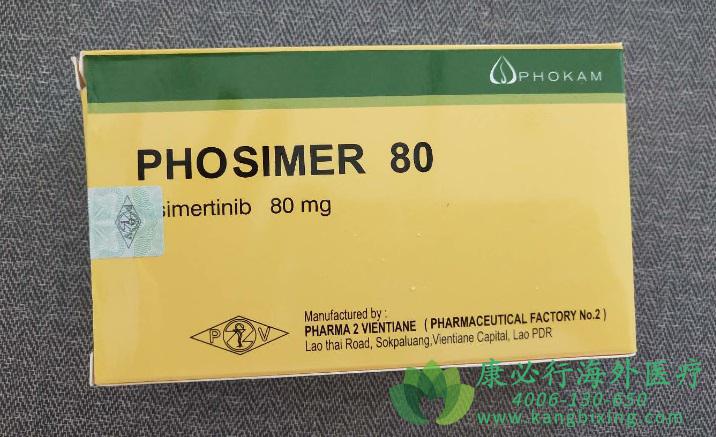 PHOKAM
PHOSIMER 80
simertinib 80 mg
Manufactured by :
PHARMA 2 VIENTIANE ( PHARMACEUTICAL FACTORY No.2 )
Lao thai Road, Sokpaluang,Vientiane Capital, Lao PDR
P V
康必行海外医疗
4006-130-650
www.kangbixing.com